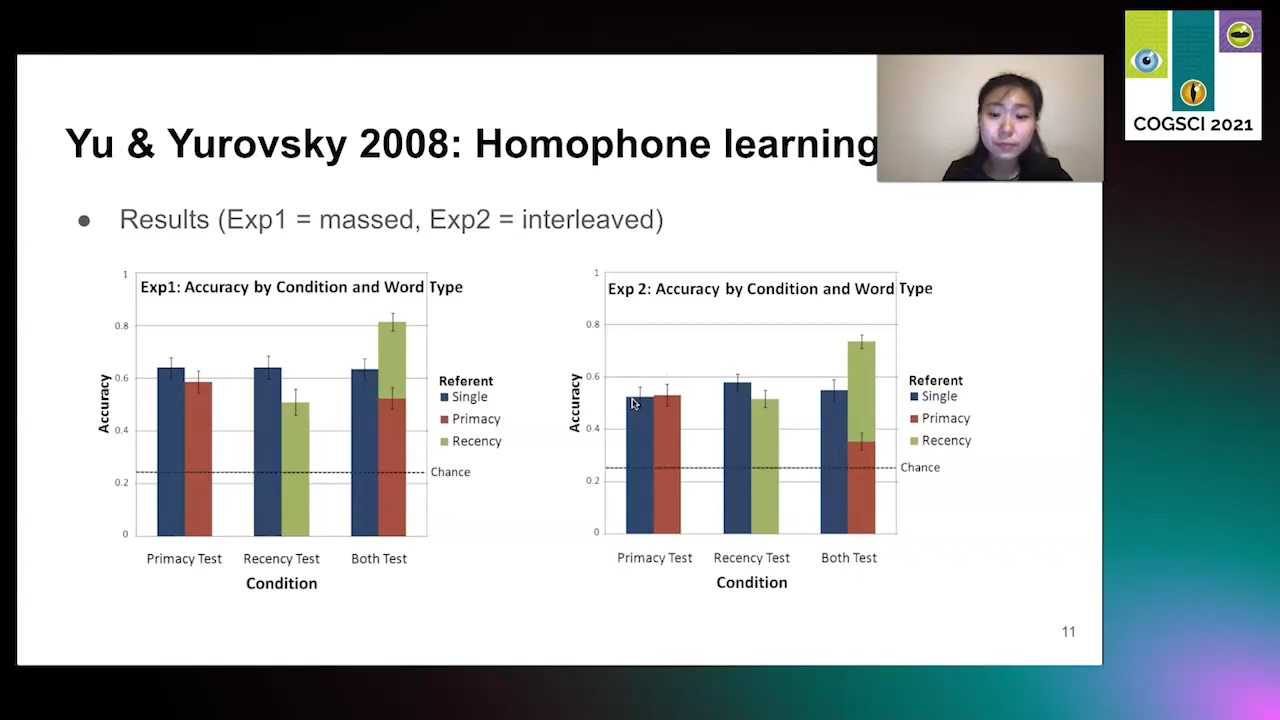 COGSCI 2021
Yu & Yurovsky 2008: Homophone learning
● Results (Exp1 = massed, Exp2 = interleaved)
Exp1: Accuracy by Condition and Word Type
1
0.8
0.6
0.4
0.2
0
Accuracy
Referent
Single
Primacy
Recency
Chance
Primacy Test Recency Test Both Test
Condition
Exp 2: Accuracy by Condition and Word Type
1
0.8
0.6
0.4
0.2
0
Accuracy
Referent
Single
Primacy
Recency
Chance
Primacy Test Recency Test Both Test
Condition
11